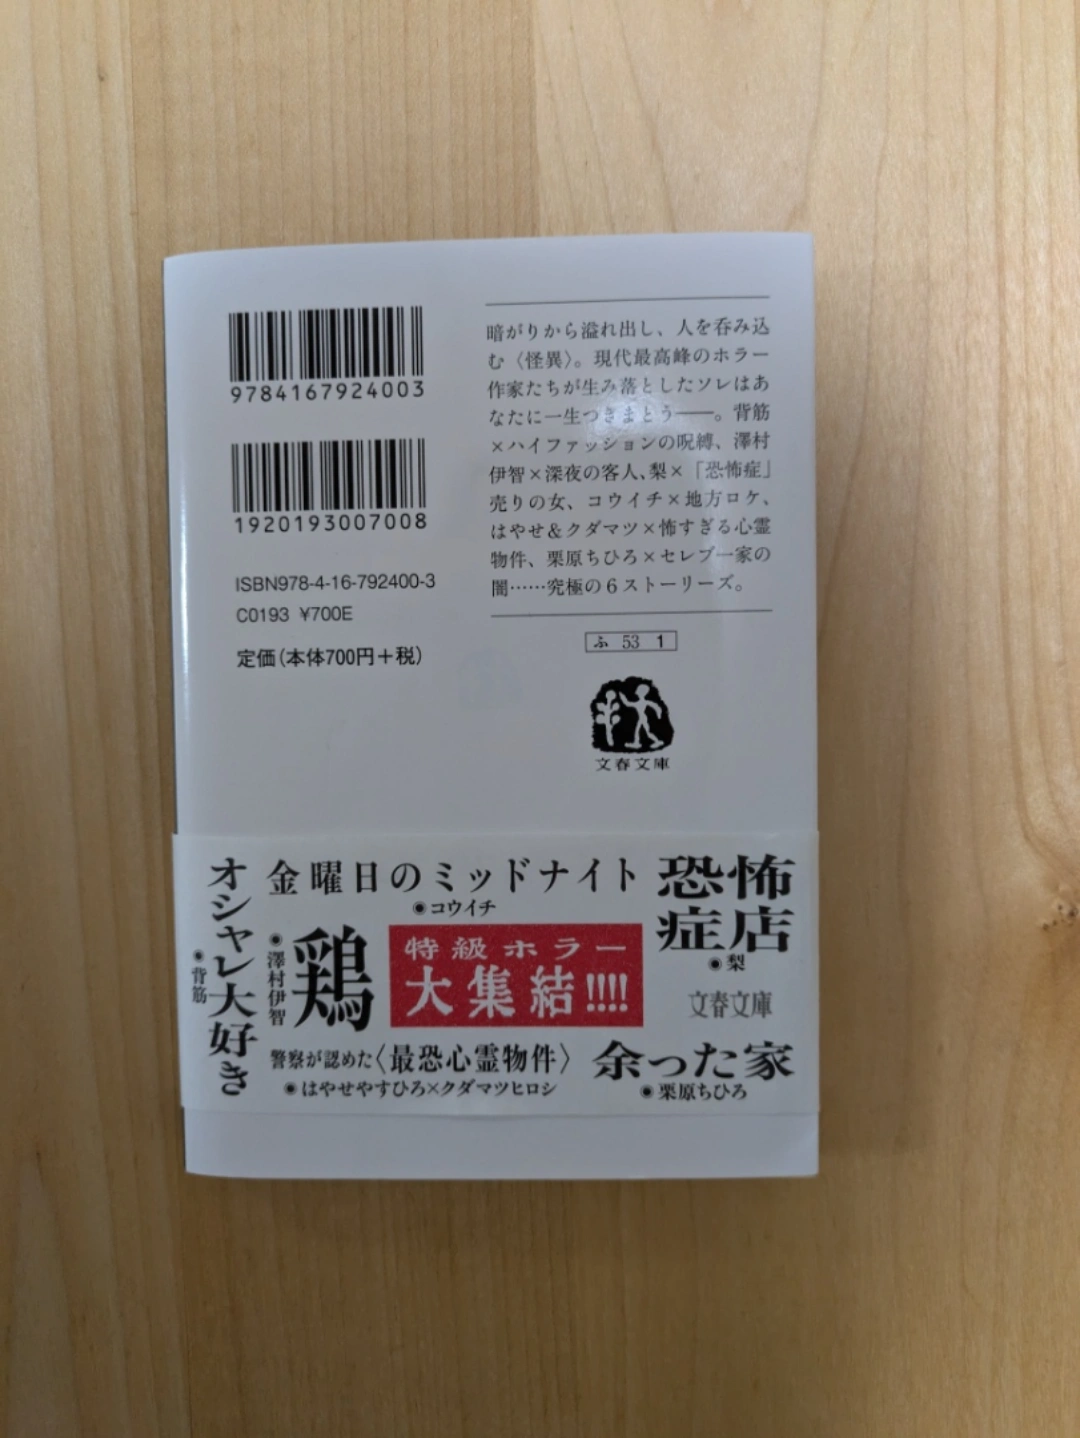 9784167924003
1920193007008
ISBN978-4-16-792400-3
C0193 ¥700E
定価(本体700円+税)
暗がりから溢れ出し、人を呑み込
む〈怪異〉。現代最高峰のホラー
作家たちが生み落としたソレはあ
なたに一生つきまとう――。背筋
×ハイファッションの呪縛、澤村
伊智×深夜の客人、梨×「恐怖症」
売りの女、コウイチ×地方ロケ、
はやせ&クダマツ×怖すぎる心霊
物件、栗原ちひろ×セレブ一家の
闇……究極の6ストーリーズ。
ふ 53 1
文春文庫
オシャレ大好き
◉背筋
金曜日のミッドナイト
◉コウイチ
恐怖
症店
◉梨
鶏
◉澤村伊智
特級ホラー
大集結!!!!
文春文庫
警察が認めた〈最恐心霊物件〉
◉はやせやすひろ×クダマツヒロシ
余った家
◉栗原ちひろ